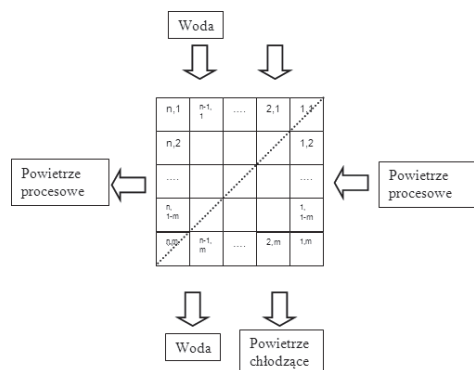 Woda
n,1 n-1, 1 .... 2,1 1,1
n,2 1,2
Powietrze
procesowe
....
....
Powietrze
procesowe
n,
1-m
1,
1-m
n,m n-1, m .... 2,m 1,m
Woda
Powietrze
chłodzące